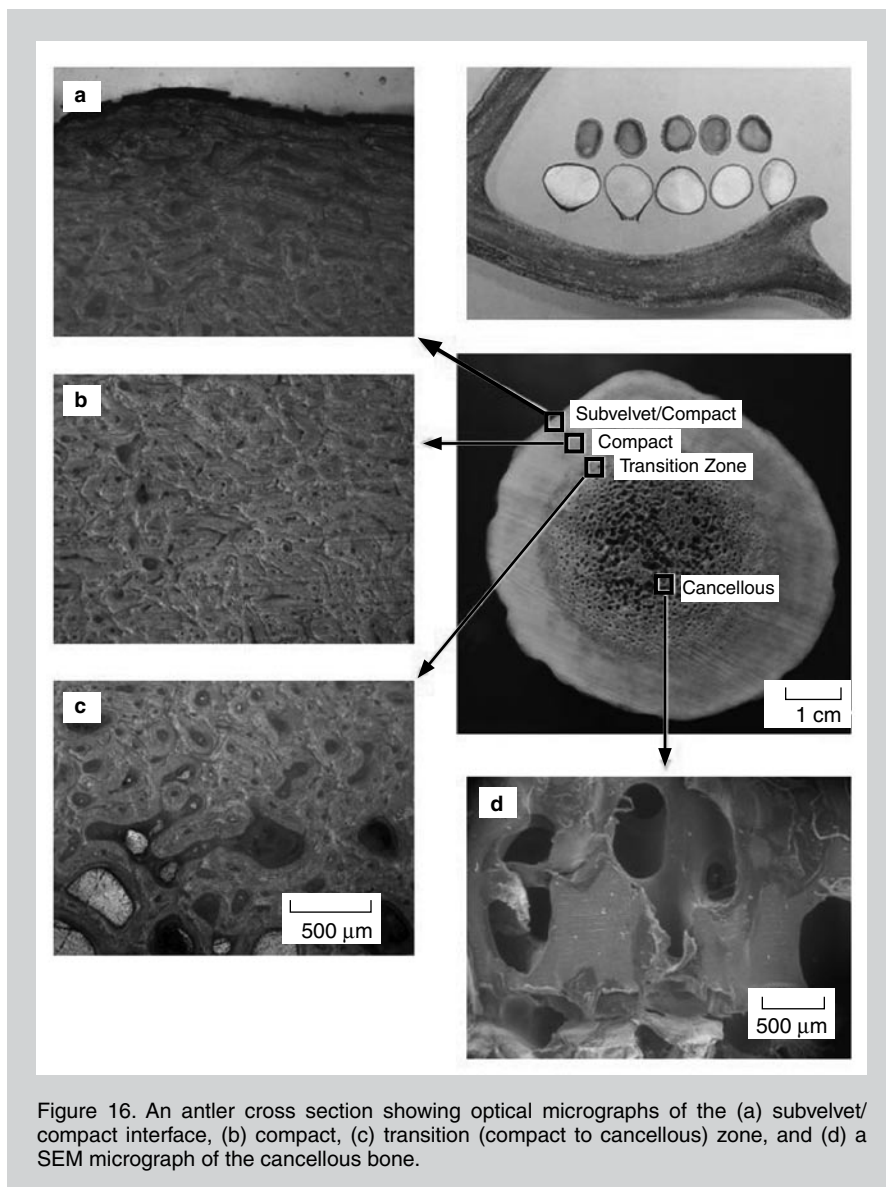 a
Subvelvet/Compact
b
Compact
Transition Zone
Cancellous
c
1 cm
d
500 µm
500 µm
Figure 16. An antler cross section showing optical micrographs of the (a) subvelvet/
compact interface, (b) compact, (c) transition (compact to cancellous) zone, and (d) a
SEM micrograph of the cancellous bone.